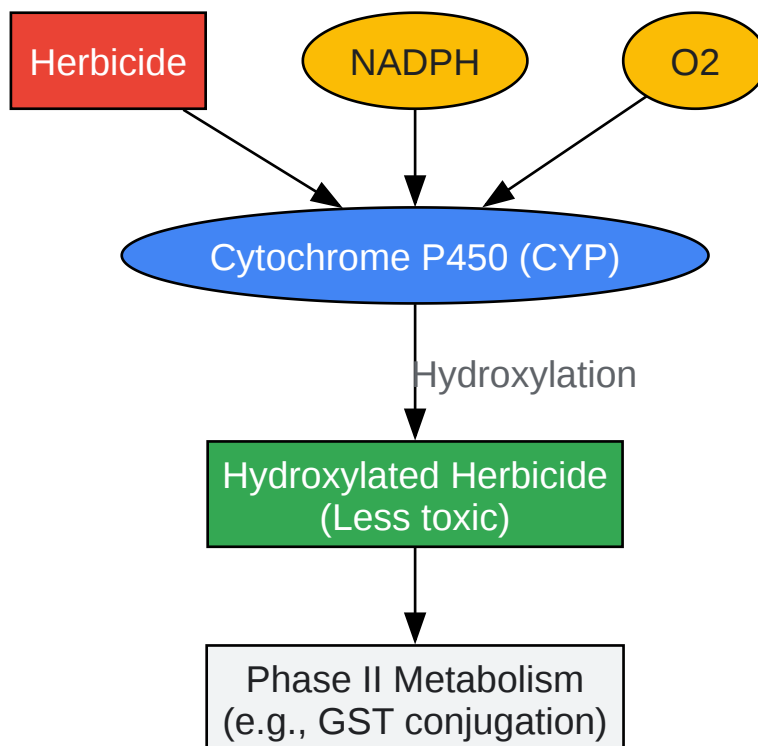 Herbicide
NADPH
O2
Cytochrome P450 (CYP)
Hydroxylation
Hydroxylated Herbicide
(Less toxic)
Phase II Metabolism
(e.g., GST conjugation)